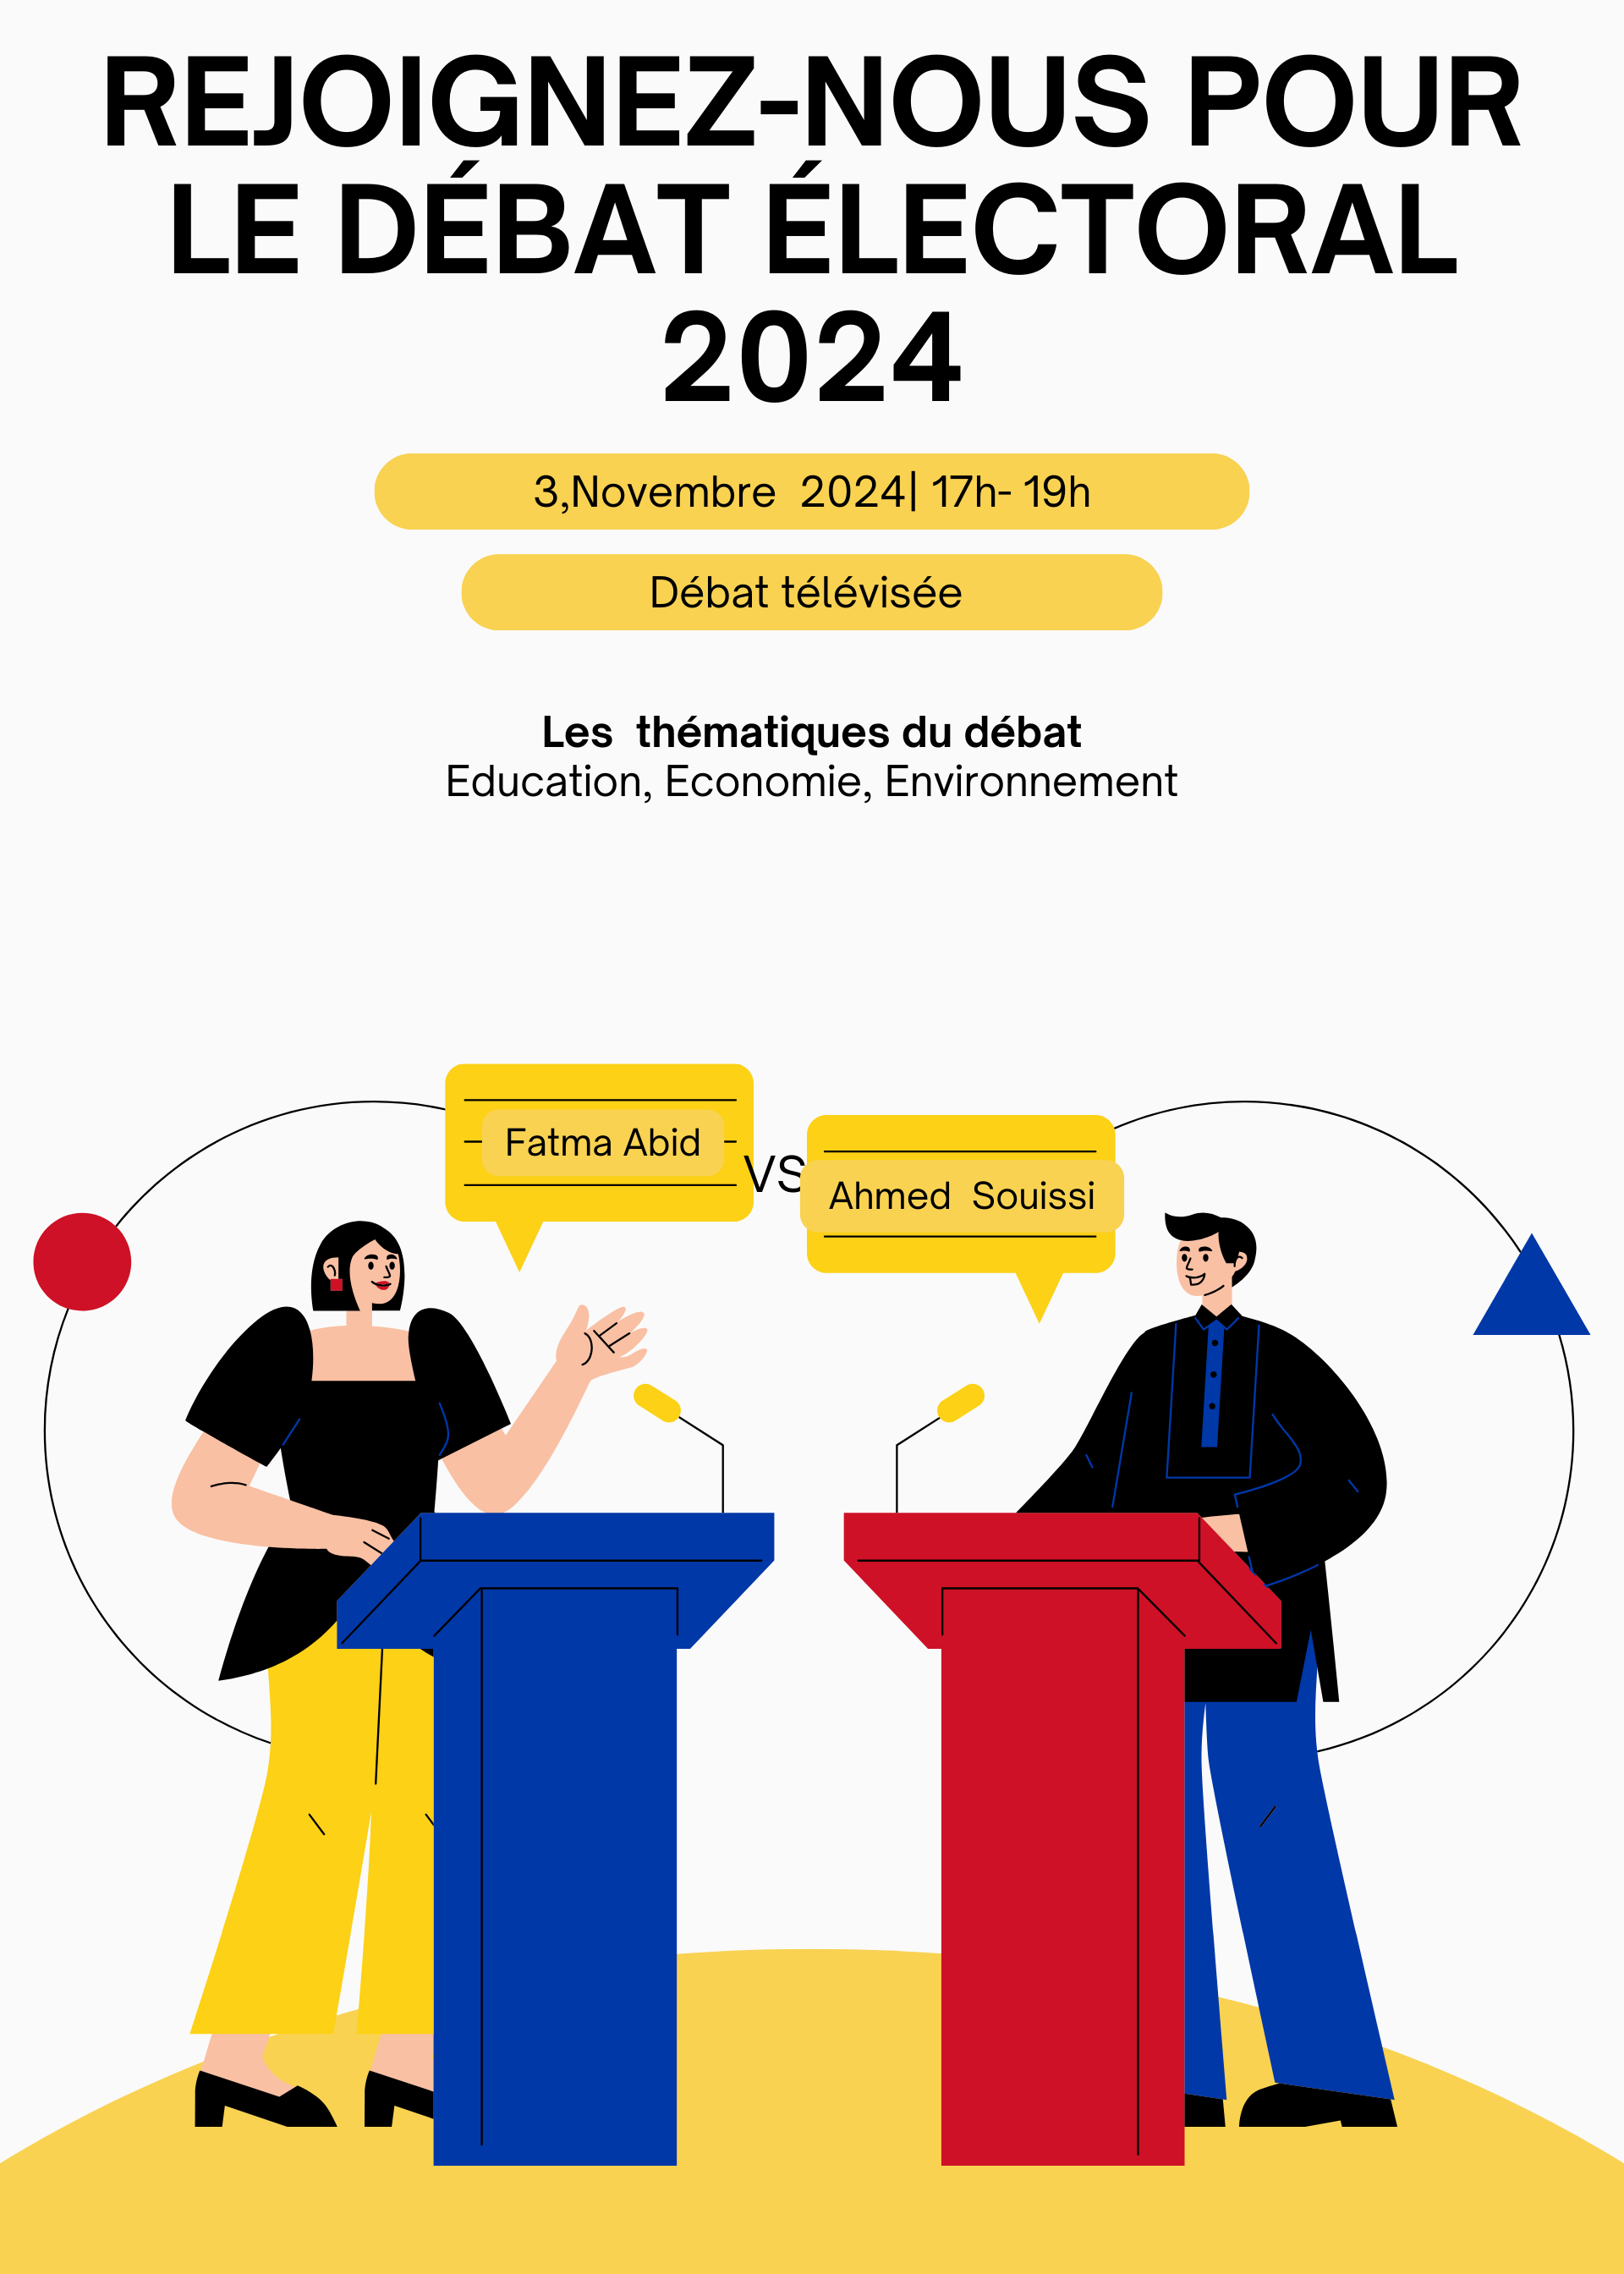 REJOIGNEZ-NOUS POUR
LE DÉBAT ÉLECTORAL
2024
3,Novembre 2024| 17h- 19h
Débat télévisée
Les thématiques du débat
Education, Economie, Environnement
Fatma Abid
VS
Ahmed Souissi